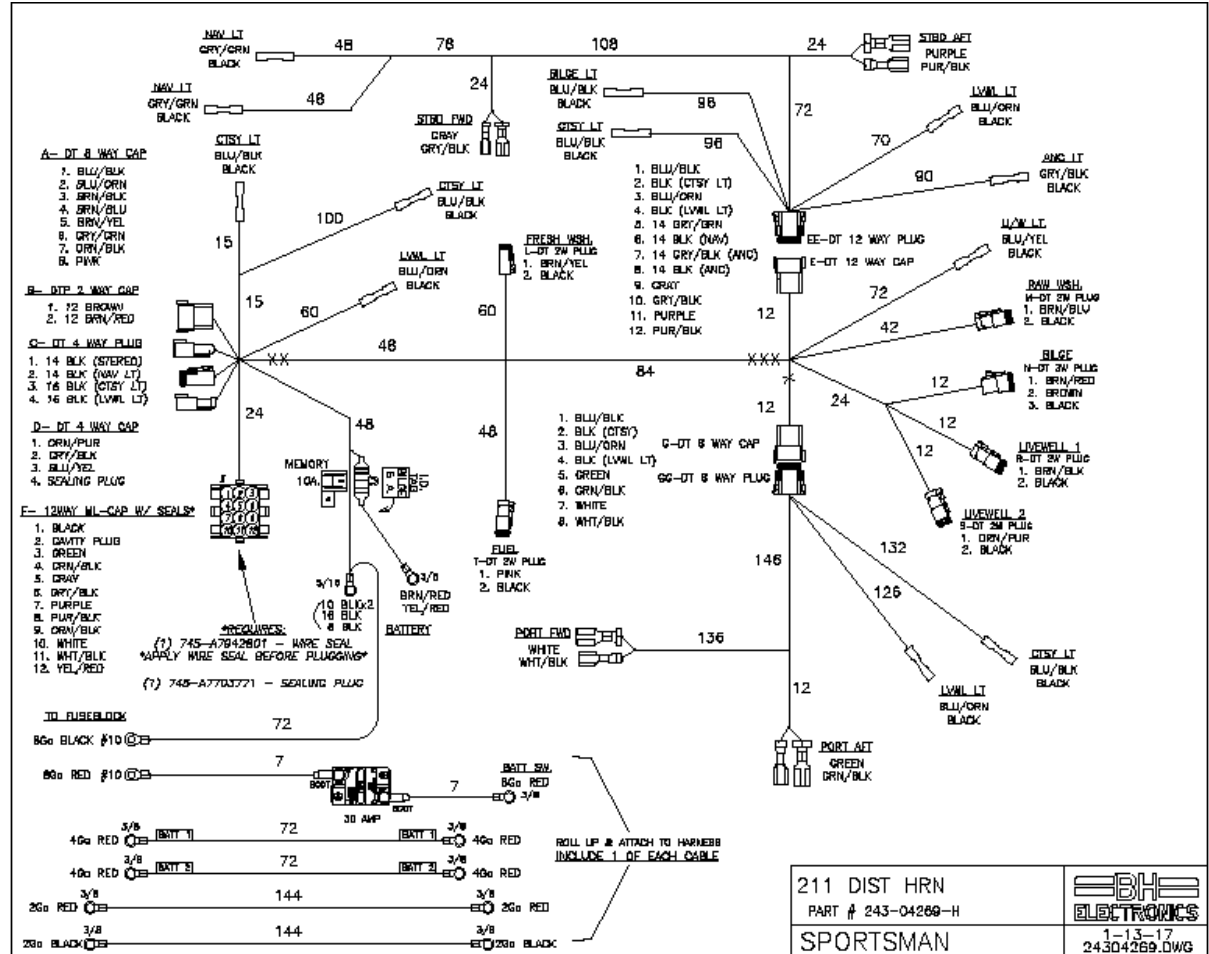 NAV LT
GRY/GRN
BLACK
48
78
108
24
STBD AFT
PURPLE
PUR/BLK
NAV LT
GRY/GRN
BLACK
48
24
STBD FWD
GRAY
GRY/BLK
BILGE LT
BLU/BLK
BLACK
96
CTSY LT
BLU/BLK
BLACK
96
72
LVWL LT
BLU/ORN
BLACK
70
ANC LT
GRY/BLK
BLACK
90
A- DT 8 WAY CAP
1. BLU/BLK
2. BLU/ORN
3. BRN/BLK
4. BRN/BLU
5. BRN/YEL
6. GRY/GRN
7. ORN/BLK
8. PINK
CTSY LT
BLU/BLK
BLACK
15
100
CTSY LT
BLU/BLK
BLACK
15
1. BLU/BLK
2. BLK (CTSY LT)
3. BLU/ORN
4. BLK (LVWL LT)
5. 14 GRY/GRN
6. 14 BLK (NAV)
7. 14 GRY/BLK (ANC)
8. 14 BLK (ANC)
9. GRAY
10. GRY/BLK
11. PURPLE
12. PUR/BLK
EE-DT 12 WAY PLUG
E-DT 12 WAY CAP
12
U/W LT.
BLU/YEL
BLACK
72
RAW WSH.
M-DT 2W PLUG
1. BRN/BLU
2. BLACK
42
FRESH WSH.
L-DT 2W PLUG
1. BRN/YEL
2. BLACK
60
LVWL LT
BLU/ORN
BLACK
60
B- DTP 2 WAY CAP
1. 12 BROWN
2. 12 BRN/RED
C- DT 4 WAY PLUG
1. 14 BLK (STEREO)
2. 14 BLK (NAV LT)
3. 16 BLK (CTSY LT)
4. 16 BLK (LVWL LT)
XX
48
84
XXX
X
24
48
48
12
24
BILGE
N-DT 3W PLUG
1. BRN/RED
2. BROWN
3. BLACK
12
12
12
LIVEWELL 1
R-DT 2W PLUG
1. BRN/BLK
2. BLACK
LIVEWELL 2
S-DT 2W PLUG
1. ORN/PUR
2. BLACK
D- DT 4 WAY CAP
1. ORN/PUR
2. GRY/BLK
3. BLU/YEL
4. SEALING PLUG
MEMORY
10A.
I.D. TAG
BILGE
5 A.
1. BLU/BLK
2. BLK (CTSY)
3. BLU/ORN
4. BLK (LVWL LT)
5. GREEN
6. GRN/BLK
7. WHITE
8. WHT/BLK
G-DT 8 WAY CAP
GG-DT 8 WAY PLUG
F- 12WAY ML-CAP W/ SEALS*
1. BLACK
2. CAVITY PLUG
3. GREEN
4. GRN/BLK
5. GRAY
6. GRY/BLK
7. PURPLE
8. PUR/BLK
9. ORN/BLK
10. WHITE
11. WHT/BLK
12. YEL/RED
FUEL
T-DT 2W PLUG
1. PINK
2. BLACK
5/16
10 BLKx2
16 BLK
8 BLK
3/8
BRN/RED
YEL/RED
BATTERY
*REQUIRES:
(1) 745-A7942801 - WIRE SEAL
*APPLY WIRE SEAL BEFORE PLUGGING*
(1) 745-A7703771 - SEALING PLUG
146
132
126
PORT FWD
WHITE
WHT/BLK
136
12
CTSY LT
BLU/BLK
BLACK
LVWL LT
BLU/ORN
BLACK
PORT AFT
GREEN
GRN/BLK
TO FUSEBLOCK
8Ga BLACK #10
72
8Ga RED #10
7
BOOT
BOOT
30 AMP
7
BATT SW.
8Ga RED
3/8
4Ga RED
3/8
BATT 1
72
BATT 1
3/8
4Ga RED
4Ga RED
3/8
BATT 2
72
BATT 2
3/8
4Ga RED
2Ga RED
3/8
144
3/8
2Ga RED
2Ga BLACK
3/8
144
3/8
2Ga BLACK
ROLL UP & ATTACH TO HARNESS
INCLUDE 1 OF EACH CABLE
211 DIST HRN
PART # 243-04269-H
SPORTSMAN
BH
ELECTRONICS
1-13-17
24304269.DWG